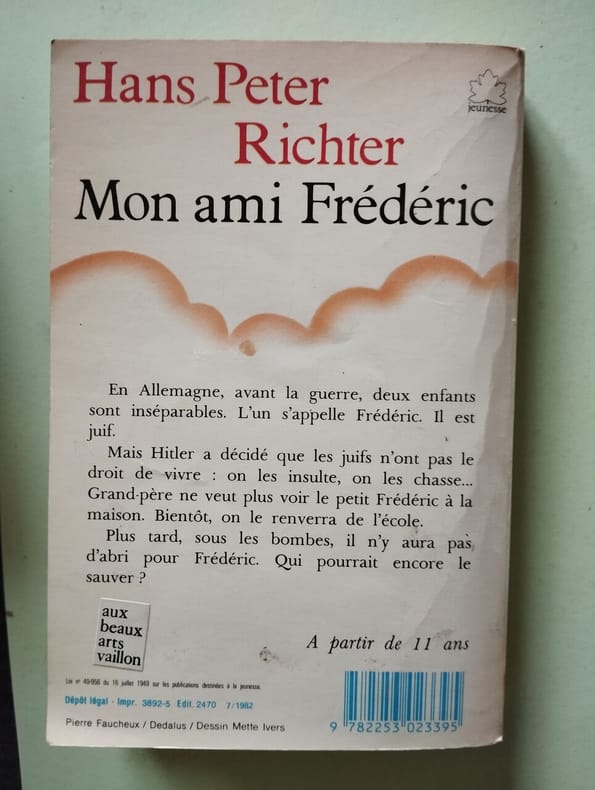 Hans Peter
Richter
Mon ami Frédéric
jeunesse
En Allemagne, avant la guerre, deux enfants
sont inséparables. L'un s'appelle Frédéric. Il est
juif.
Mais Hitler a décidé que les juifs n'ont pas le
droit de vivre : on les insulte, on les chasse...
Grand-père ne veut plus voir le petit Frédéric à la
maison. Bientôt, on le renverra de l'école.
Plus tard, sous les bombes, il n'y aura pas
d'abri pour Frédéric. Qui pourrait encore le
sauver ?
aux
beaux
arts
vaillon
A partir de 11 ans
Loi n° 49-956 du 16 juillet 1949 sur les publications destinées à la jeunesse.
Dépôt légal - Impr. 3892-5 Edit. 2470 7/1982
Pierre Faucheux / Dedalus / Dessin Mette Ivers
9 782253 023395